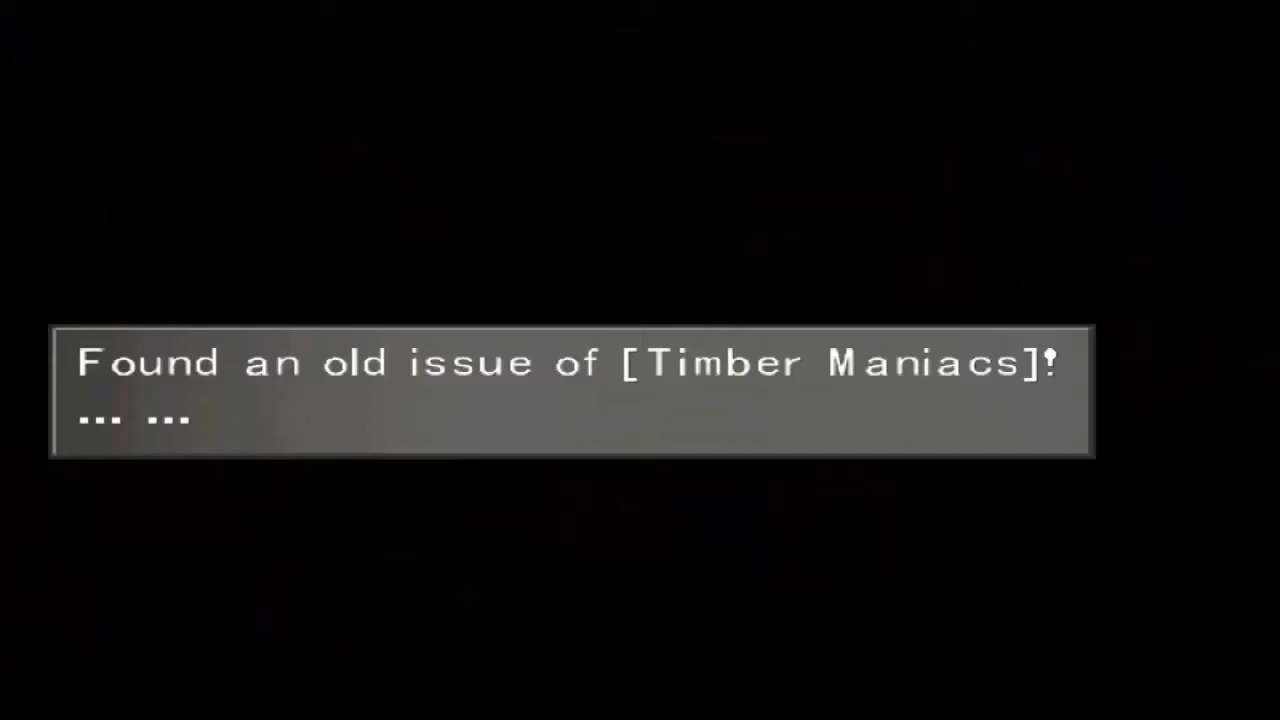 Found an old issue of [Timber Maniacs]!
... ...